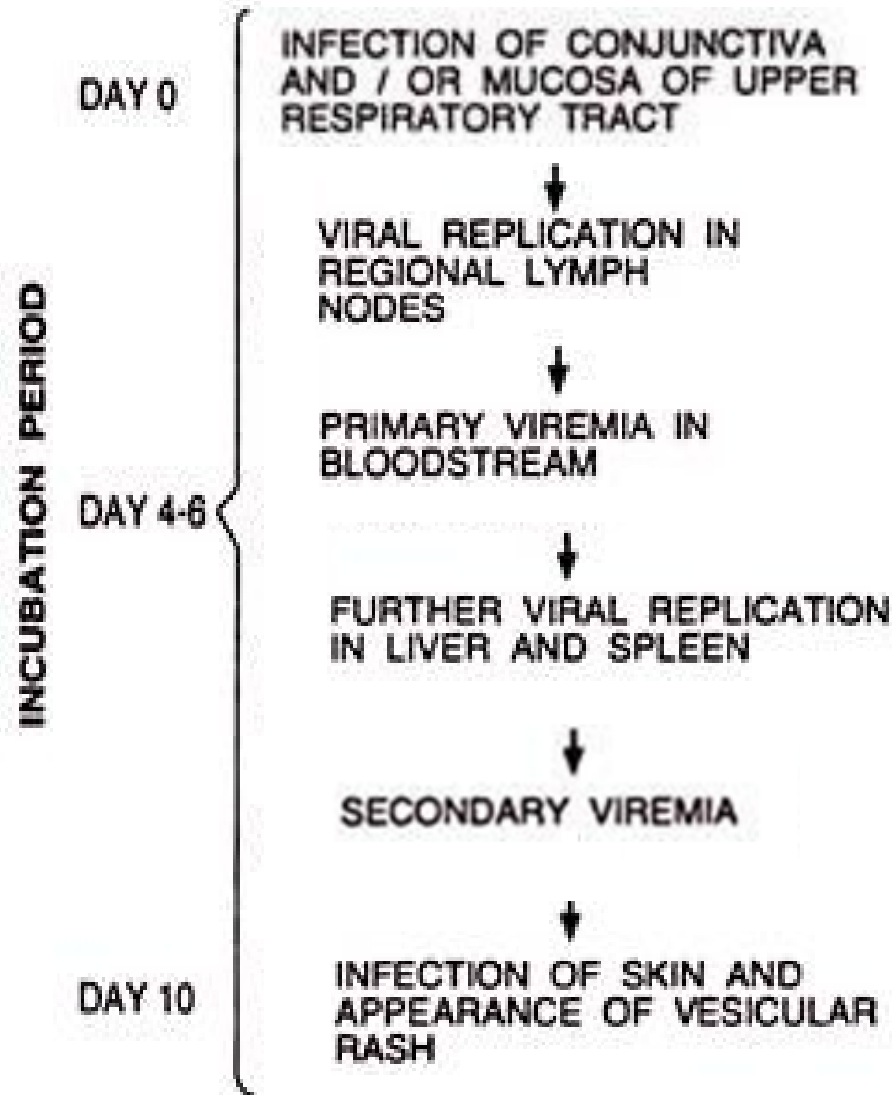 INCUBATION PERIOD
DAY 0
INFECTION OF CONJUNCTIVA
AND / OR MUCOSA OF UPPER
RESPIRATORY TRACT
VIRAL REPLICATION IN
REGIONAL LYMPH
NODES
PRIMARY VIREMIA IN
BLOODSTREAM
DAY 4-6
FURTHER VIRAL REPLICATION
IN LIVER AND SPLEEN
SECONDARY VIREMIA
DAY 10
INFECTION OF SKIN AND
APPEARANCE OF VESICULAR
RASH